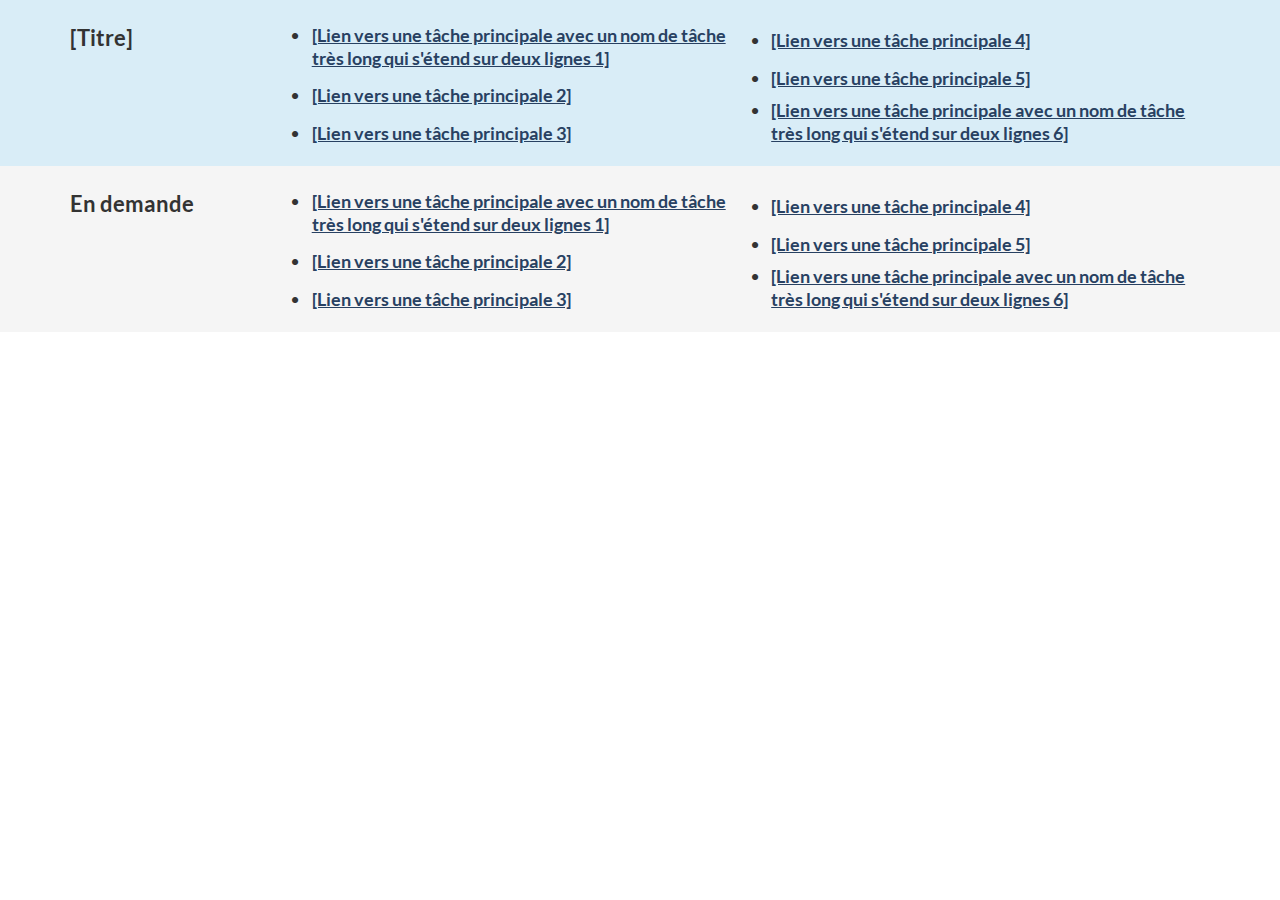 [Titre]
[Lien vers une tâche principale avec un nom de tâche
très long qui s'étend sur deux lignes 1]
[Lien vers une tâche principale 2]
[Lien vers une tâche principale 3]
[Lien vers une tâche principale 4]
[Lien vers une tâche principale 5]
[Lien vers une tâche principale avec un nom de tâche
très long qui s'étend sur deux lignes 6]
En demande
[Lien vers une tâche principale avec un nom de tâche
très long qui s'étend sur deux lignes 1]
[Lien vers une tâche principale 2]
[Lien vers une tâche principale 3]
[Lien vers une tâche principale 4]
[Lien vers une tâche principale 5]
[Lien vers une tâche principale avec un nom de tâche
très long qui s'étend sur deux lignes 6]